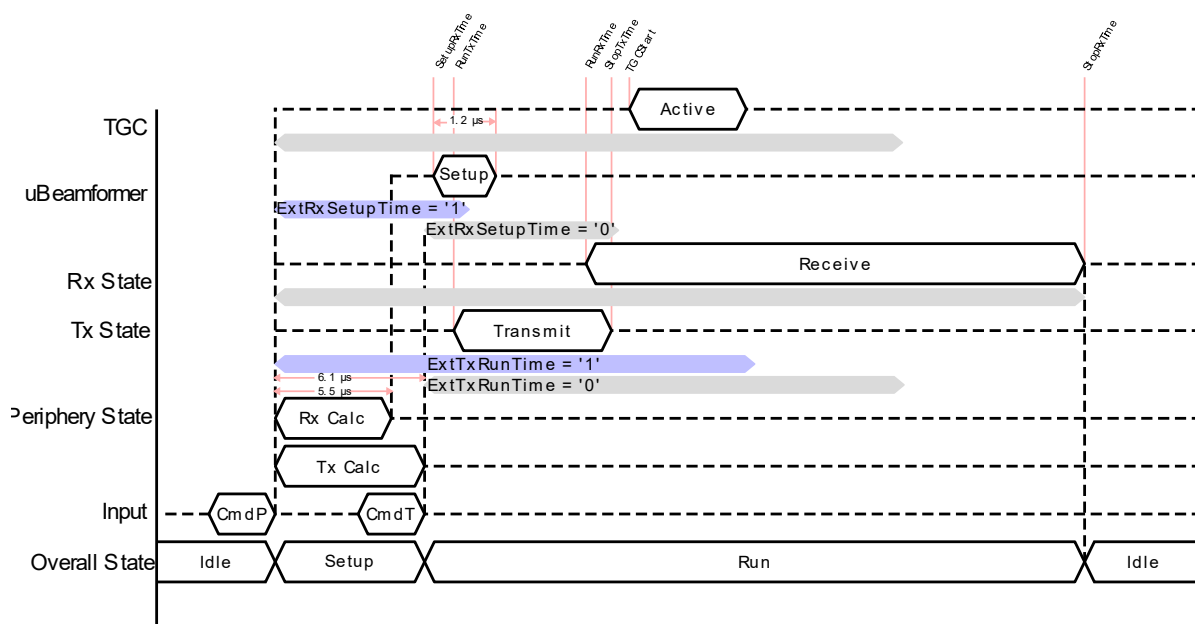 SetupRxTime
RunTxTime
RunRxTime
StopTxTime
TGCStart
StopRxTime
Active
TGC
1.2 µs
Setup
uBeamformer
ExtRxSetupTime = '1'
ExtRxSetupTime = '0'
Receive
Rx State
Tx State
Transmit
ExtTxRunTime = '1'
6.1 µs
ExtTxRunTime = '0'
5.5 µs
Periphery State
Rx Calc
Tx Calc
Input
CmdP
CmdT
Overall State
Idle
Setup
Run
Idle